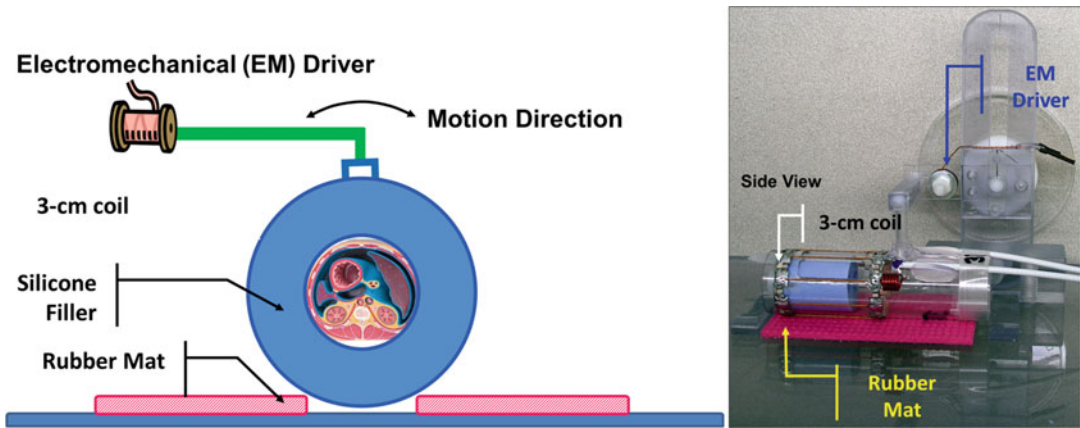 Electromechanical (EM) Driver
Motion Direction
3-cm coil
Silicone
Filler
Rubber Mat
EM
Driver
Side View
3-cm coil
Rubber
Mat